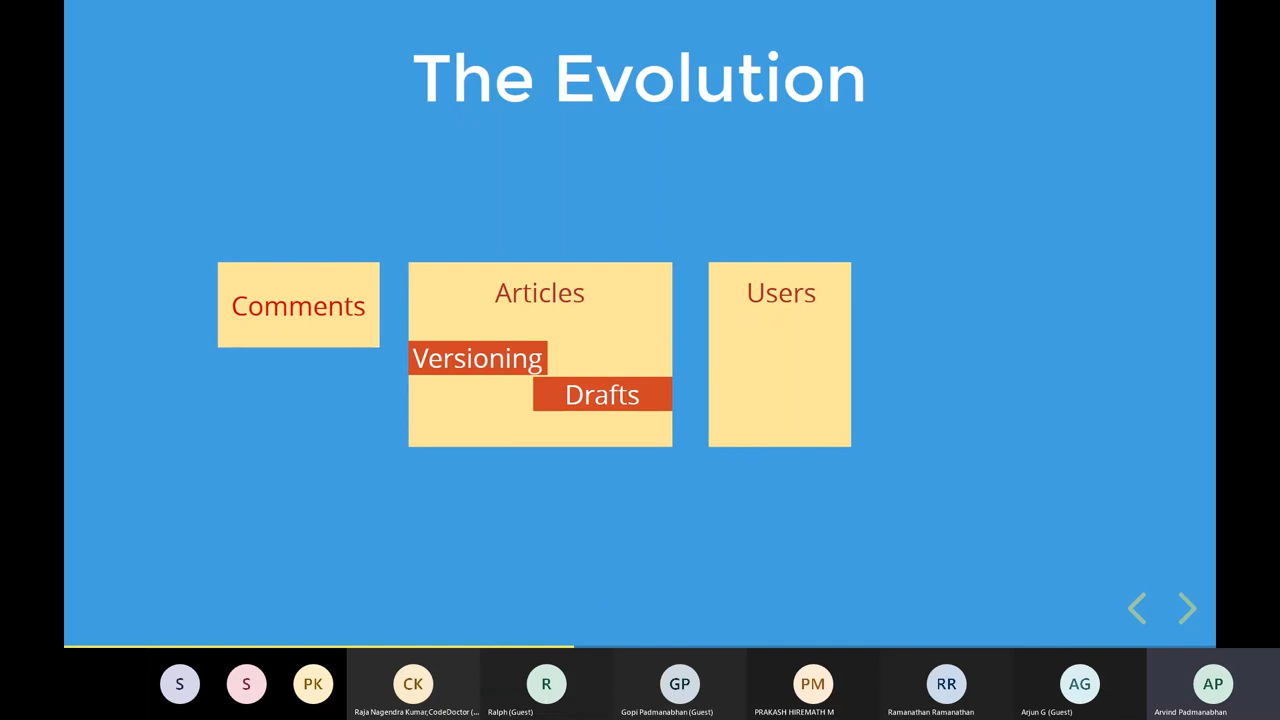 The Evolution
Comments
Articles
Users
Versioning
Drafts
S
S
PK
CK
R
GP
PM
RR
AG
AP
Raja Nagendra Kumar,CodeDoctor (...
Ralph (Guest)
Gopi Padmanabhan (Guest)
PRAKASH HIREMATH M
Ramanathan Ramanathan
Arjun G (Guest)
Arvind Padmanabhan